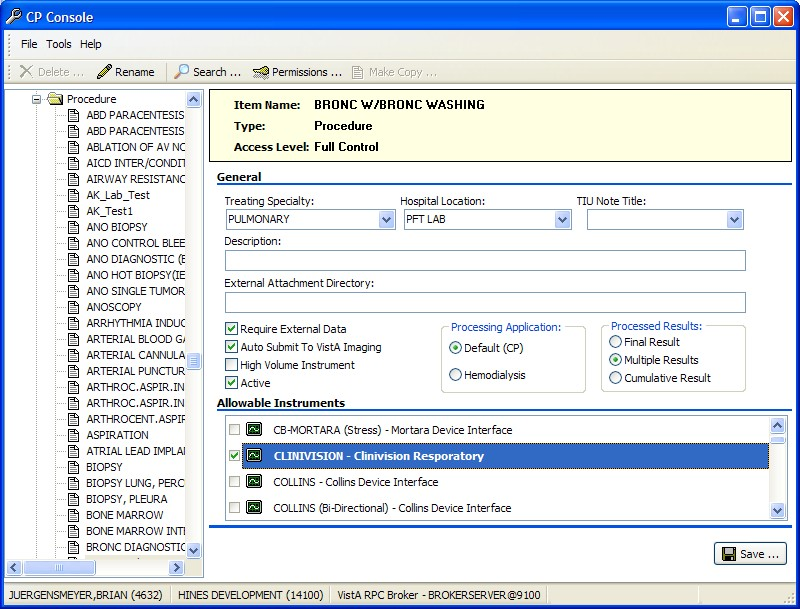 CP Console
File Tools Help
Delete ... Rename Search ... Permissions ... Make Copy ...
Procedure
ABD PARACENTESIS
ABD PARACENTESIS
ABLATION OF AV NO
AICD INTER/CONDIT
AIRWAY RESISTANC
AK_Lab_Test
AK_Test1
ANO BIOPSY
ANO CONTROL BLEE
ANO DIAGNOSTIC (B
ANO HOT BIOPSY(IE
ANO SINGLE TUMOR
ANOSCOPY
ARRHYTHMIA INDUC
ARTERIAL BLOOD GA
ARTERIAL CANNULA
ARTERIAL PUNCTUR
ARTHROC.ASPIR.IN
ARTHROC.ASPIR.IN
ARTHROCENT.ASPIR
ASPIRATION
ATRIAL LEAD IMPLAN
BIOPSY
BIOPSY LUNG, PERC
BIOPSY, PLEURA
BONE MARROW
BONE MARROW INTE
BRONC DIAGNOSTIC
Item Name: BRONC W/BRONC WASHING
Type: Procedure
Access Level: Full Control
General
Treating Specialty: Hospital Location: TIU Note Title:
PULMONARY PFT LAB
Description:
External Attachment Directory:
Require External Data
Auto Submit To VistA Imaging
High Volume Instrument
Active
Processing Application:
Default (CP)
Hemodialysis
Processed Results:
Final Result
Multiple Results
Cumulative Result
Allowable Instruments
CB-MORTARA (Stress) - Mortara Device Interface
CLINIVISION - Clinivision Resporatory
COLLINS - Collins Device Interface
COLLINS (Bi-Directional) - Collins Device Interface
Save ...
JUERGENSMEYER,BRIAN (4632) HINES DEVELOPMENT (14100) VistA RPC Broker - BROKERSERVER@9100